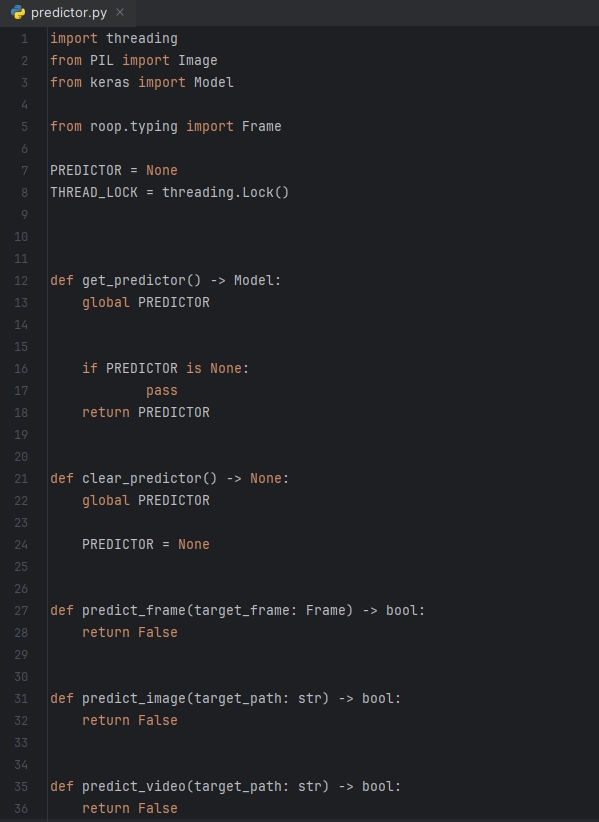 predictor.py ×
1 import threading
2 from PIL import Image
3 from keras import Model
4
5 from roop.typing import Frame
6
7 PREDICTOR = None
8 THREAD_LOCK = threading.Lock()
9
10
11
12 def get_predictor() -> Model:
13     global PREDICTOR
14
15
16     if PREDICTOR is None:
17             pass
18     return PREDICTOR
19
20
21 def clear_predictor() -> None:
22     global PREDICTOR
23
24     PREDICTOR = None
25
26
27 def predict_frame(target_frame: Frame) -> bool:
28     return False
29
30
31 def predict_image(target_path: str) -> bool:
32     return False
33
34
35 def predict_video(target_path: str) -> bool:
36     return False